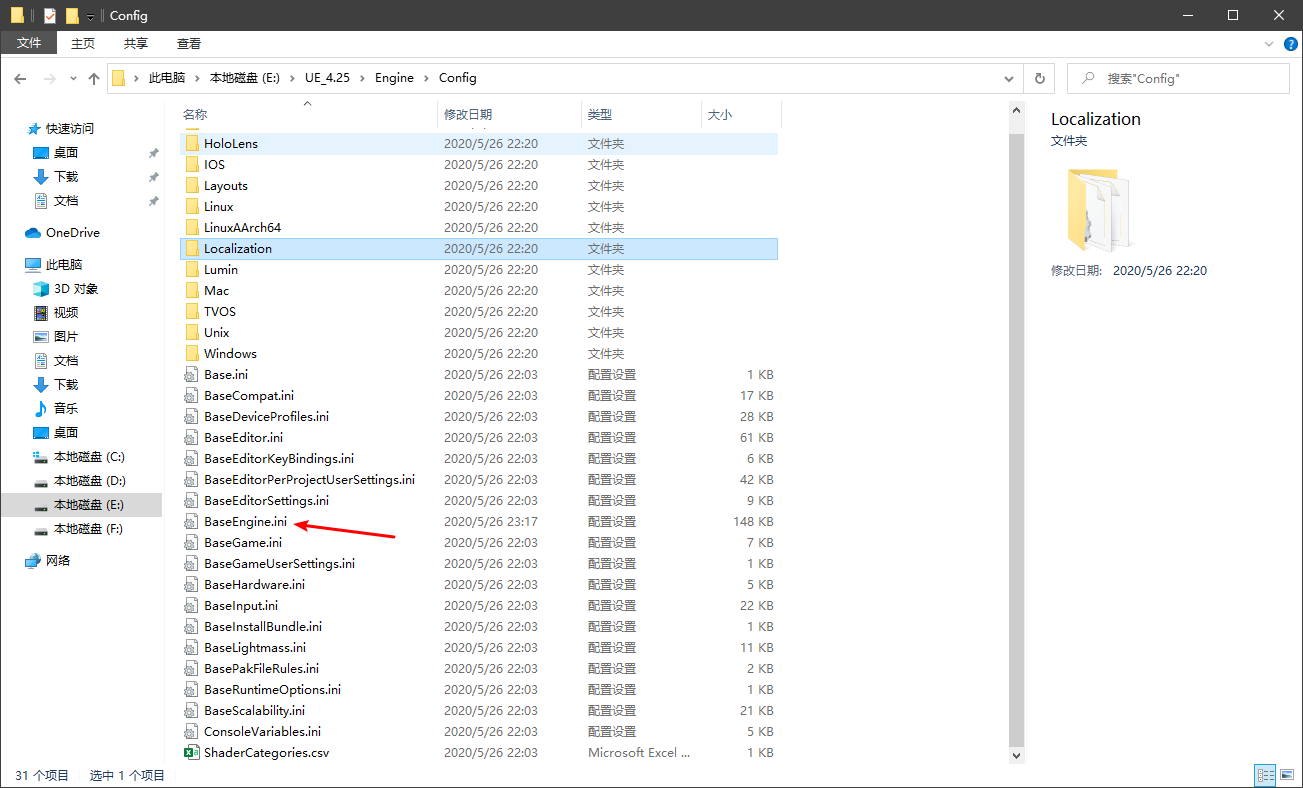 Config
文件 主页 共享 查看
此电脑 本地磁盘 (E:) UE_4.25 Engine Config
搜索"Config"
快速访问
桌面
下载
文档
OneDrive
此电脑
3D 对象
视频
图片
文档
下载
音乐
桌面
本地磁盘 (C:)
本地磁盘 (D:)
本地磁盘 (E:)
本地磁盘 (F:)
网络
名称 修改日期 类型 大小
HoloLens 2020/5/26 22:20 文件夹
IOS 2020/5/26 22:20 文件夹
Layouts 2020/5/26 22:20 文件夹
Linux 2020/5/26 22:20 文件夹
LinuxAArch64 2020/5/26 22:20 文件夹
Localization 2020/5/26 22:20 文件夹
Lumin 2020/5/26 22:20 文件夹
Mac 2020/5/26 22:20 文件夹
TVOS 2020/5/26 22:20 文件夹
Unix 2020/5/26 22:20 文件夹
Windows 2020/5/26 22:20 文件夹
Base.ini 2020/5/26 22:03 配置设置 1 KB
BaseCompat.ini 2020/5/26 22:03 配置设置 17 KB
BaseDeviceProfiles.ini 2020/5/26 22:03 配置设置 28 KB
BaseEditor.ini 2020/5/26 22:03 配置设置 61 KB
BaseEditorKeyBindings.ini 2020/5/26 22:03 配置设置 6 KB
BaseEditorPerProjectUserSettings.ini 2020/5/26 22:03 配置设置 42 KB
BaseEditorSettings.ini 2020/5/26 22:03 配置设置 9 KB
BaseEngine.ini 2020/5/26 23:17 配置设置 148 KB
BaseGame.ini 2020/5/26 22:03 配置设置 7 KB
BaseGameUserSettings.ini 2020/5/26 22:03 配置设置 1 KB
BaseHardware.ini 2020/5/26 22:03 配置设置 5 KB
BaseInput.ini 2020/5/26 22:03 配置设置 22 KB
BaseInstallBundle.ini 2020/5/26 22:03 配置设置 1 KB
BaseLightmass.ini 2020/5/26 22:03 配置设置 11 KB
BasePakFileRules.ini 2020/5/26 22:03 配置设置 2 KB
BaseRuntimeOptions.ini 2020/5/26 22:03 配置设置 1 KB
BaseScalability.ini 2020/5/26 22:03 配置设置 21 KB
ConsoleVariables.ini 2020/5/26 22:03 配置设置 5 KB
ShaderCategories.csv 2020/5/26 22:03 Microsoft Excel ... 1 KB
Localization
文件夹
修改日期: 2020/5/26 22:20
31 个项目 选中 1 个项目